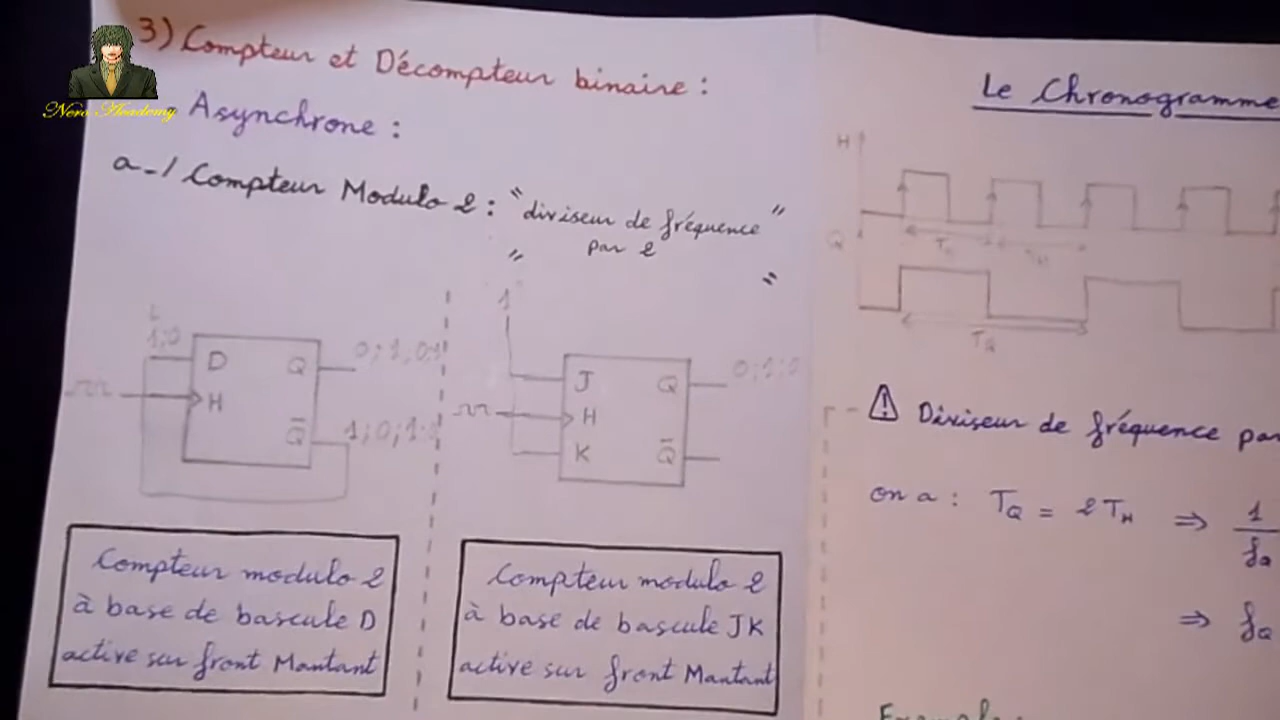 3) Compteur et Décompteur binaire :
Nero Academy
- Asynchrone :
a-/ Compteur Modulo 2 : "diviseur de fréquence"
" par 2 "
1,0
D
Q
0;1,0;1
H
Q̄
1;0;1
1
J
Q
0;1;0
H
K
Q̄
Compteur modulo 2
à base de bascule D
active sur front Mantant
Compteur modulo 2
à base de bascule JK
active sur front Mantant
Le Chronogramme
H
Q
T_H
T_Q
⚠ Diviseur de fréquence par
on a : T_Q = 2 T_H ⇒ 1/f_Q
⇒ f_Q